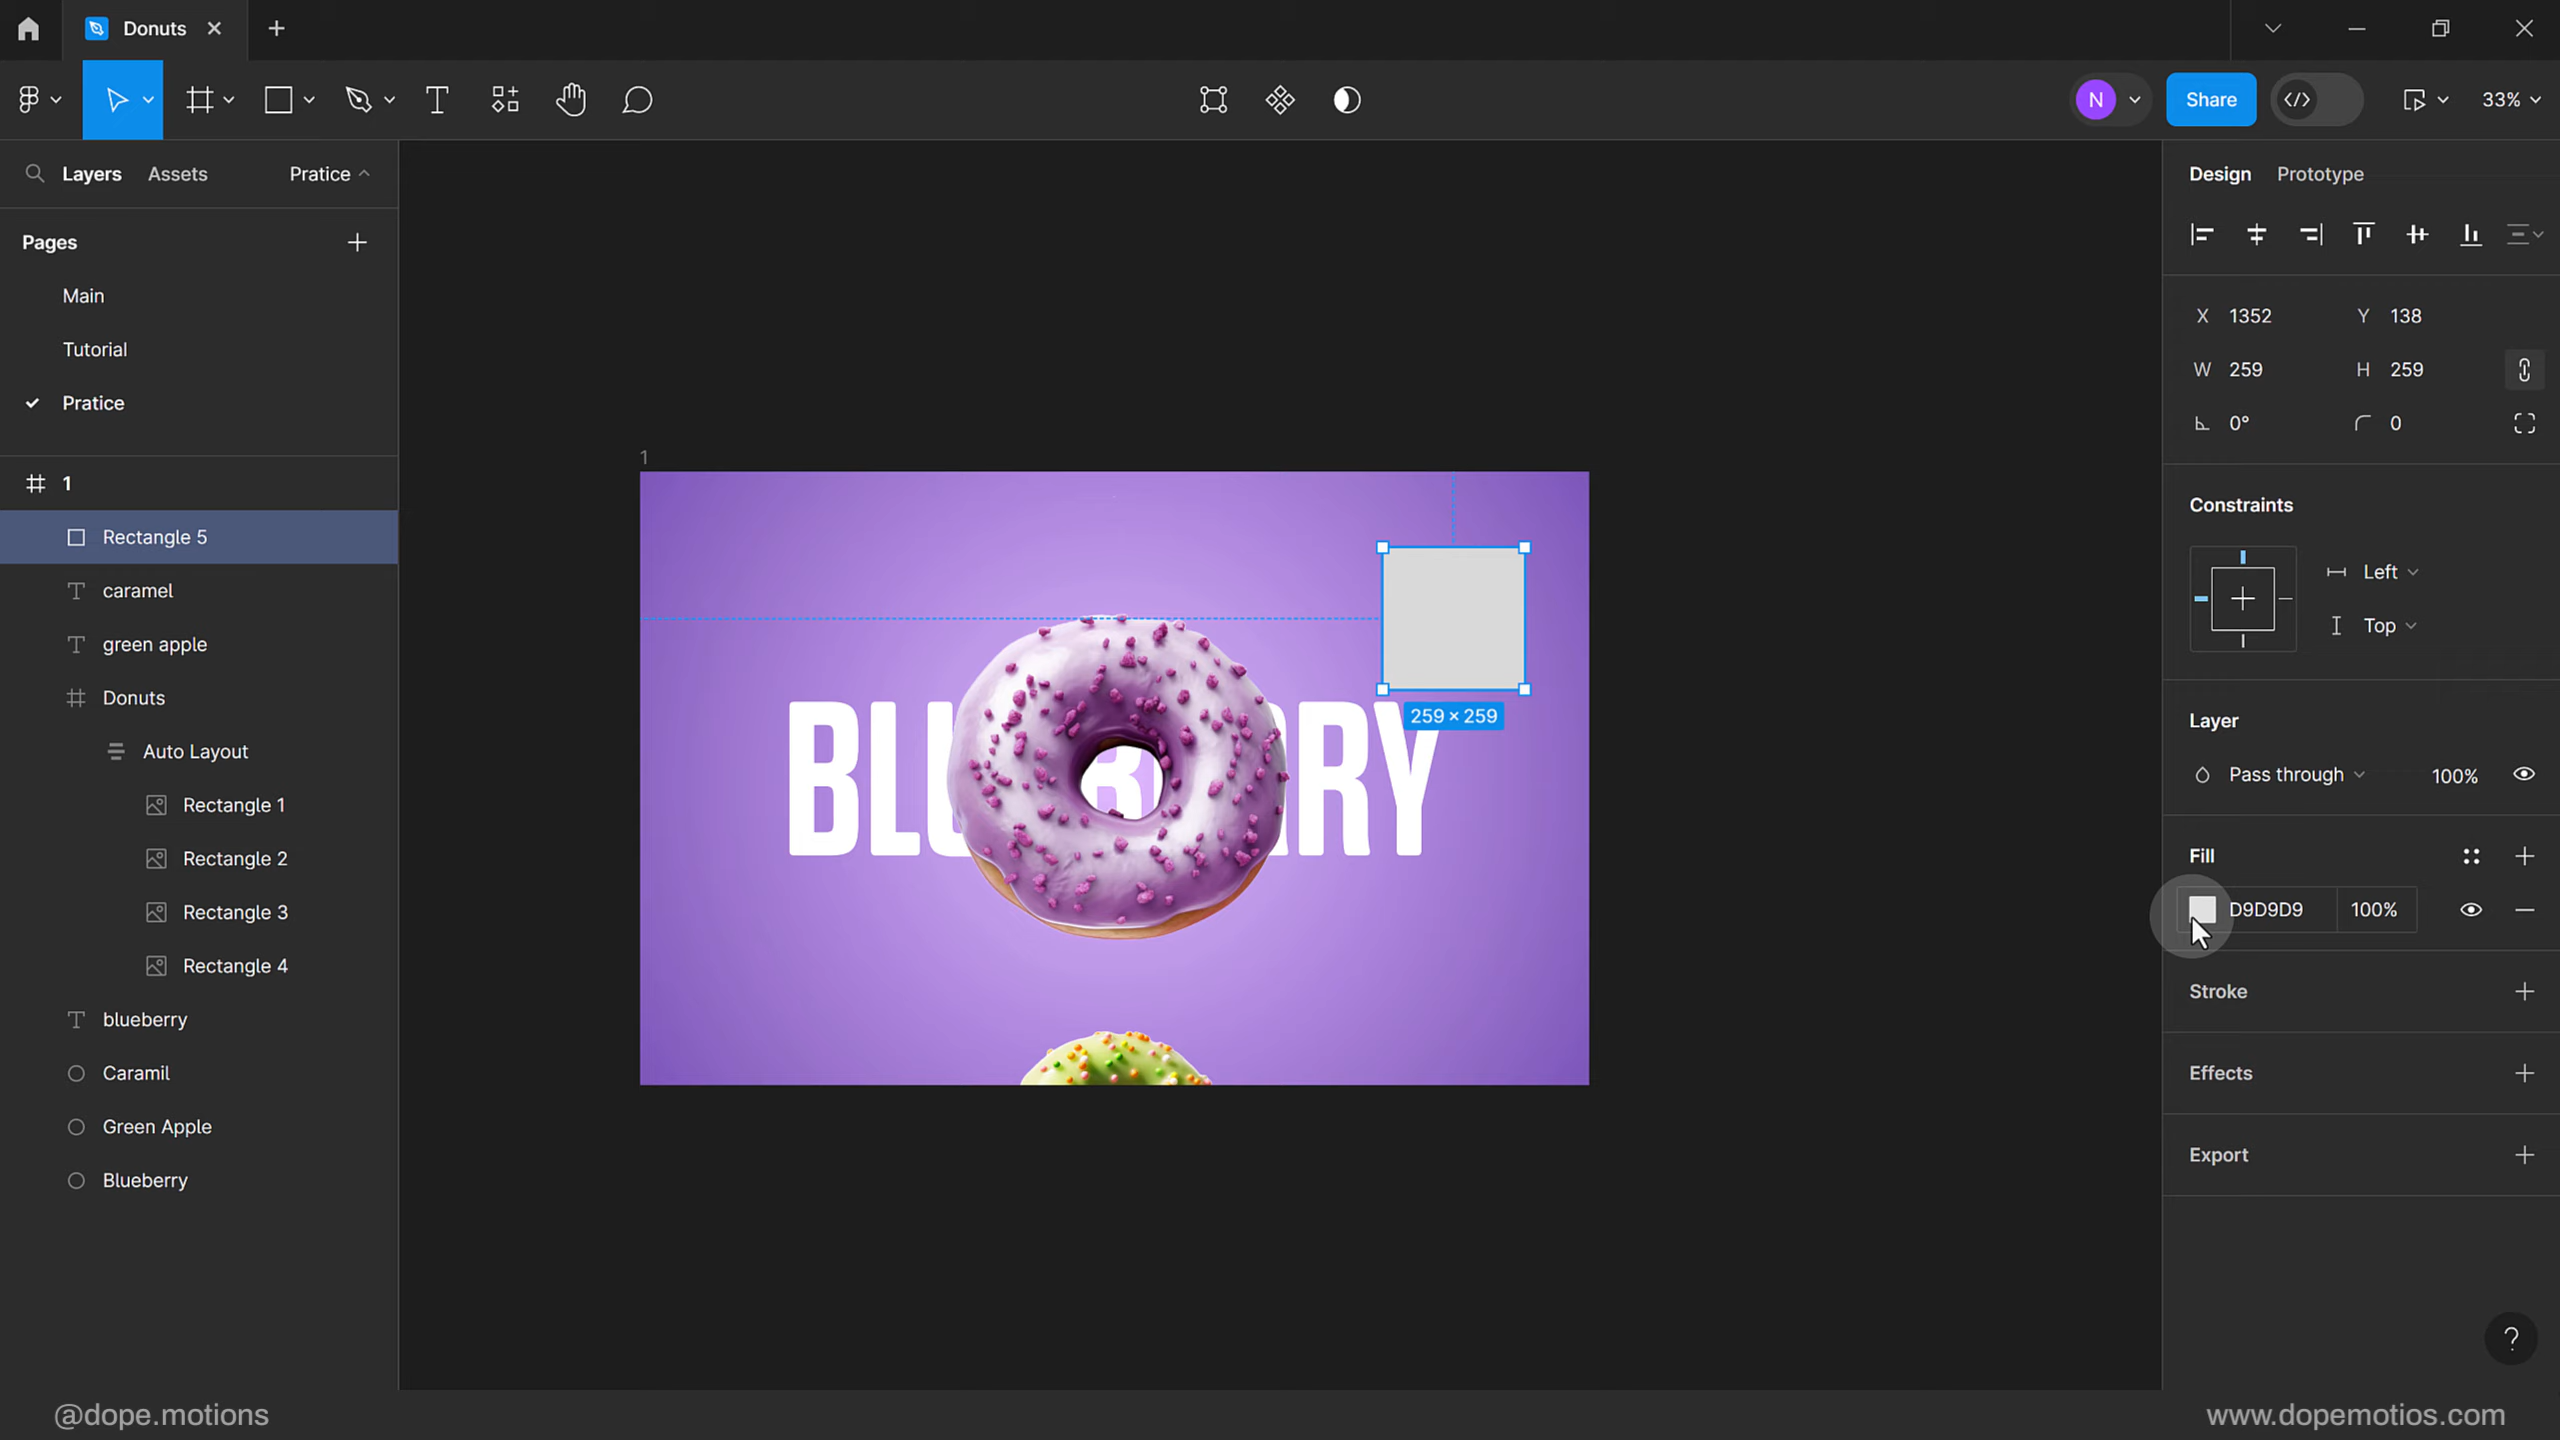 Donuts
N
Share
33%
Layers
Assets
Pratice
Design
Prototype
Pages
Main
Tutorial
Pratice
X 1352
Y 138
W 259
H 259
0°
0
1
Rectangle 5
caramel
green apple
Donuts
Auto Layout
Rectangle 1
Rectangle 2
Rectangle 3
Rectangle 4
blueberry
Caramil
Green Apple
Blueberry
1
259 × 259
Constraints
Left
Top
Layer
Pass through
100%
Fill
D9D9D9
100%
Stroke
Effects
Export
?
@dope.motions
www.dopemotios.com